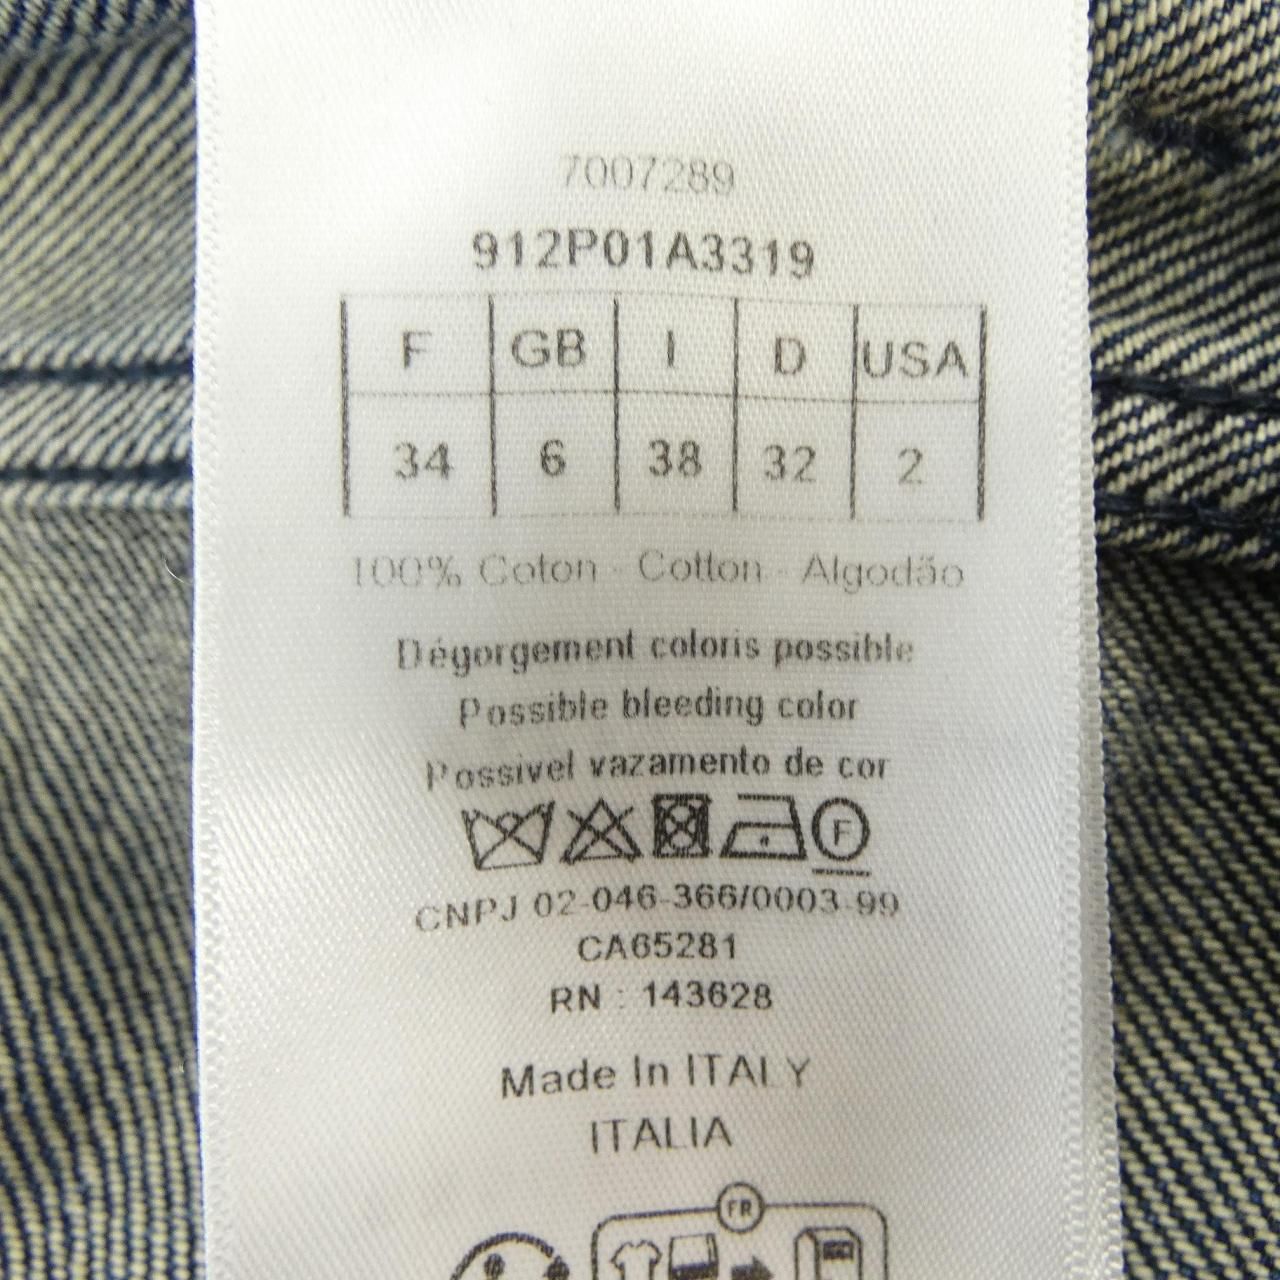 7007289
912P01A3319
F GB I D USA
34 6 38 32 2
100% Coton - Cotton - Algodão
Dégorgement coloris possible
Possible bleeding color
Possivel vazamento de cor
F
CNPJ 02-046-366/0003-99
CA65281
RN : 143628
Made In ITALY
ITALIA
FR